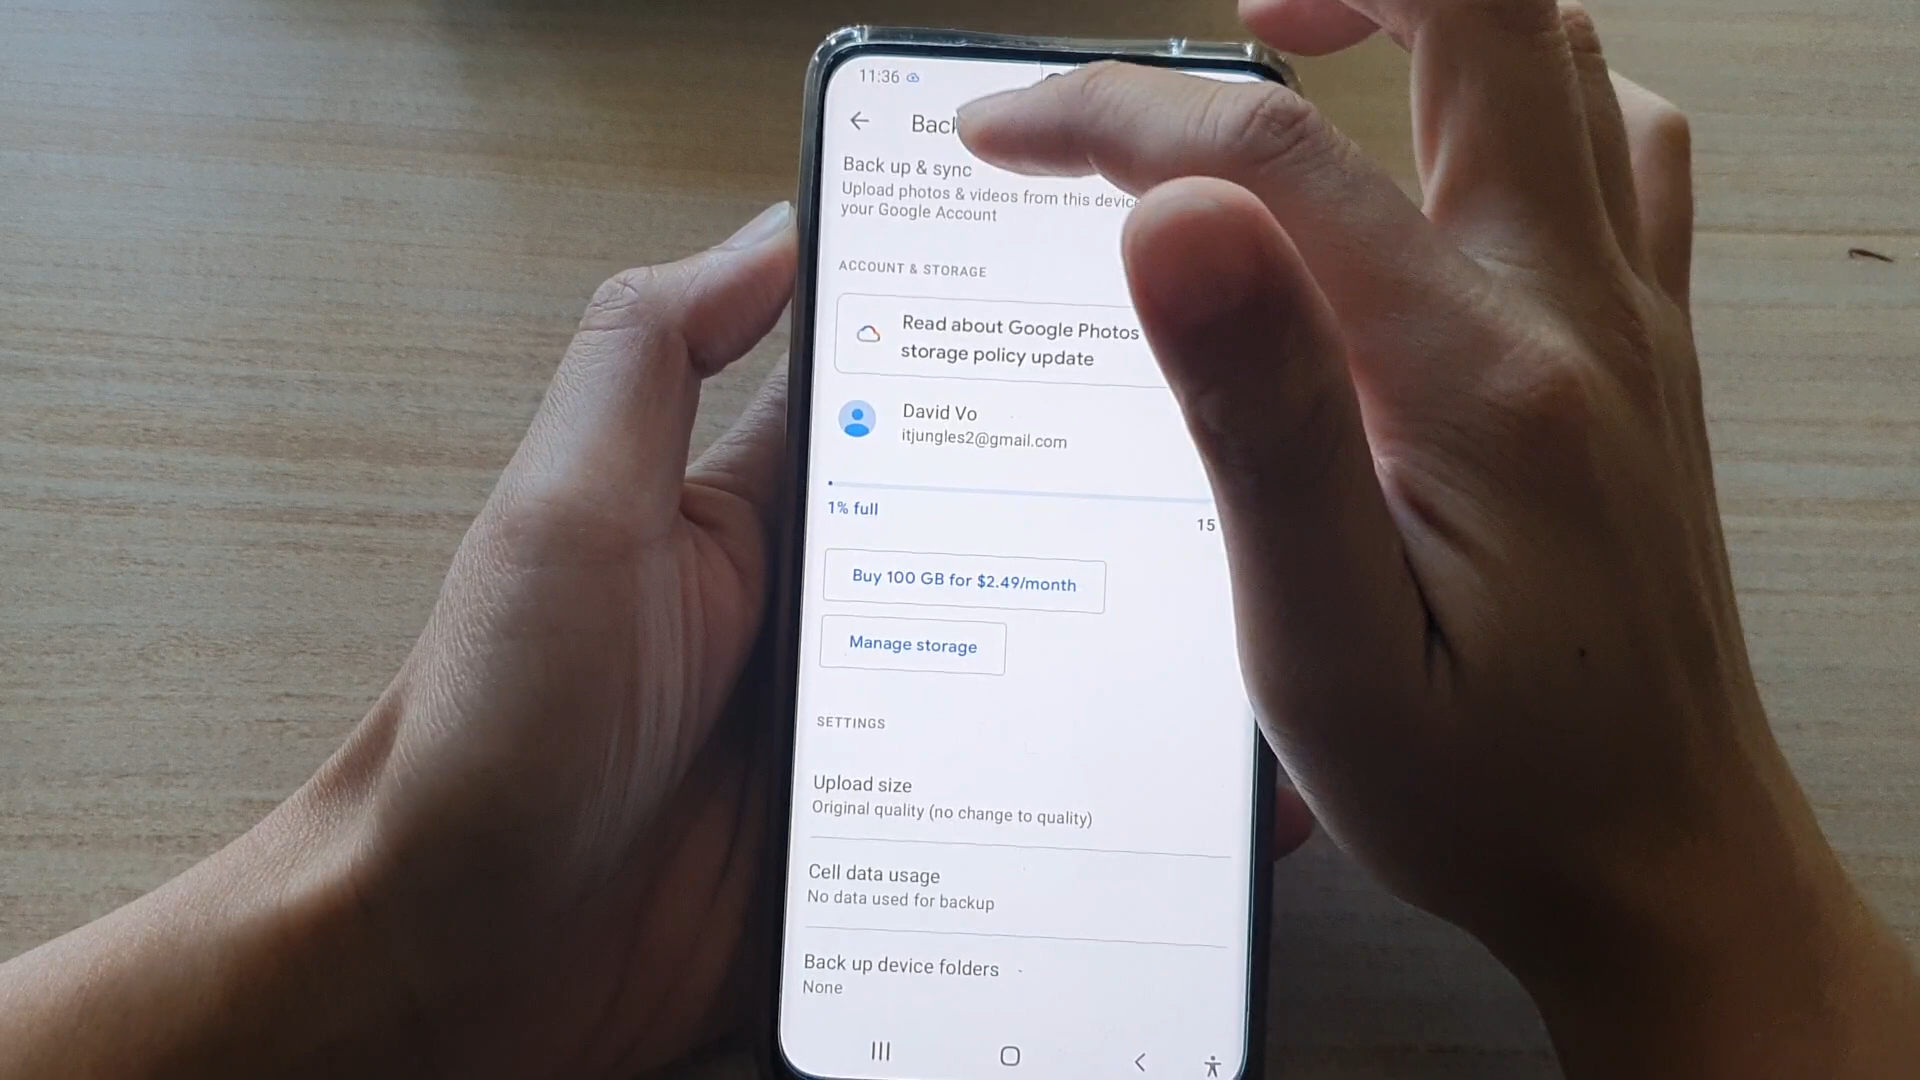 11:36
Back up & sync
Upload photos & videos from this device
your Google Account
ACCOUNT & STORAGE
Read about Google Photos
storage policy update
David Vo
itjungles2@gmail.com
1% full
15
Buy 100 GB for $2.49/month
Manage storage
SETTINGS
Upload size
Original quality (no change to quality)
Cell data usage
No data used for backup
Back up device folders
None